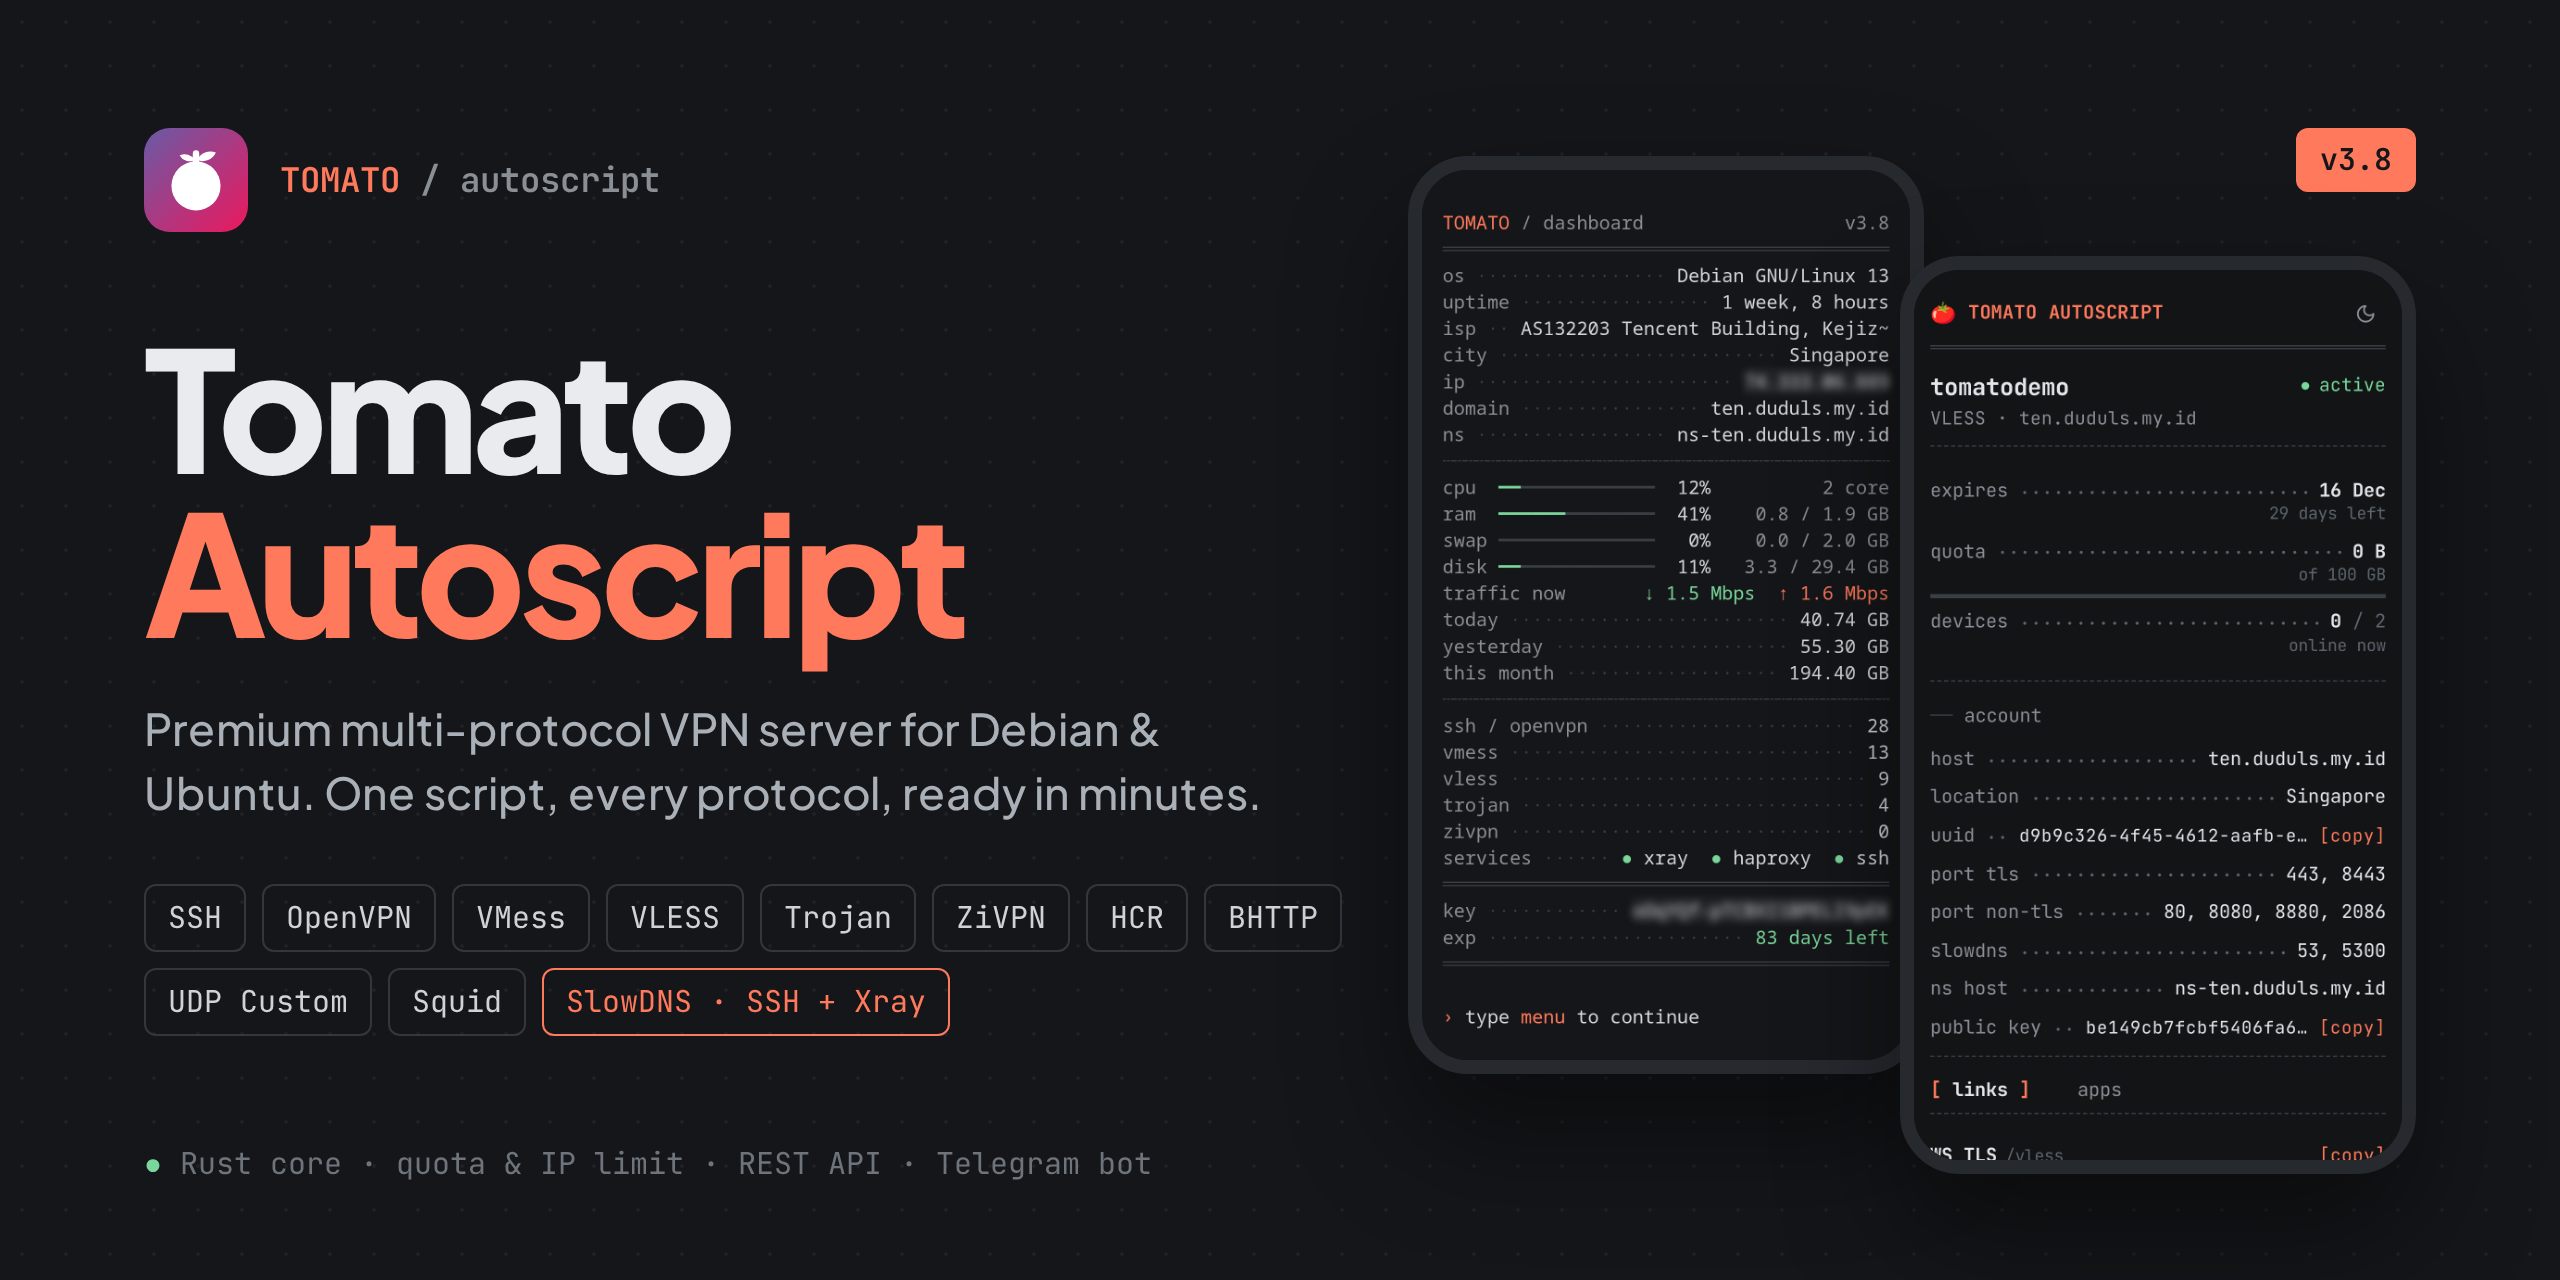 TOMATO / autoscript
Tomato
Autoscript
Premium multi-protocol VPN server for Debian &
Ubuntu. One script, every protocol, ready in minutes.
SSH OpenVPN VMess VLESS Trojan ZiVPN HCR BHTTP
UDP Custom Squid SlowDNS · SSH + Xray
● Rust core · quota & IP limit · REST API · Telegram bot
TOMATO / dashboard v3.8
os Debian GNU/Linux 13
uptime 1 week, 8 hours
isp AS132203 Tencent Building, Kejiz~
city Singapore
ip
domain ten.duduls.my.id
ns ns-ten.duduls.my.id
cpu 12% 2 core
ram 41% 0.8 / 1.9 GB
swap 0% 0.0 / 2.0 GB
disk 11% 3.3 / 29.4 GB
traffic now ↓ 1.5 Mbps ↑ 1.6 Mbps
today 40.74 GB
yesterday 55.30 GB
this month 194.40 GB
ssh / openvpn 28
vmess 13
vless 9
trojan 4
zivpn 0
services ● xray ● haproxy ● ssh
key
exp 83 days left
› type menu to continue
v3.8
TOMATO AUTOSCRIPT
tomatodemo ● active
VLESS · ten.duduls.my.id
expires 16 Dec
29 days left
quota 0 B
of 100 GB
devices 0 / 2
online now
account
host ten.duduls.my.id
location Singapore
uuid d9b9c326-4f45-4612-aafb-e… [copy]
port tls 443, 8443
port non-tls 80, 8080, 8880, 2086
slowdns 53, 5300
ns host ns-ten.duduls.my.id
public key be149cb7fcbf5406fa6… [copy]
[ links ] apps
WS TLS /vless [copy]